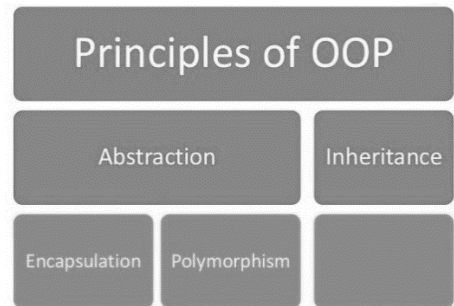 Principles of OOP
Abstraction
Inheritance
Encapsulation
Polymorphism